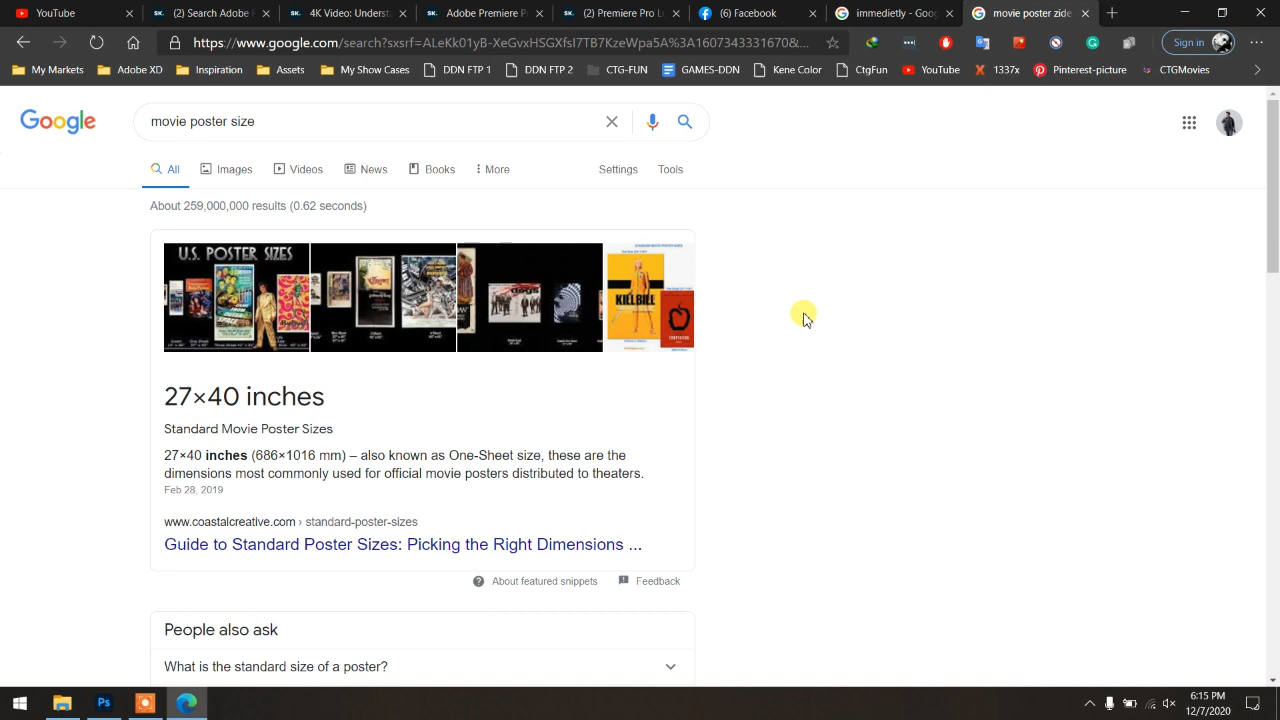 YouTube
(2) Search Adobe P
4K Video: Underst
Adobe Premiere P
(2) Premiere Pro L
(6) Facebook
immedietly - Goog
movie poster zide
https://www.google.com/search?sxsrf=ALeKk01yB-XeGvxHSGXfsI7TB7KzeWpa5A%3A1607343331670&...
Sign in
My Markets
Adobe XD
Inspiration
Assets
My Show Cases
DDN FTP 1
DDN FTP 2
CTG-FUN
GAMES-DDN
Kene Color
CtgFun
YouTube
1337x
Pinterest-picture
CTGMovies
Google
movie poster size
All
Images
Videos
News
Books
More
Settings
Tools
About 259,000,000 results (0.62 seconds)
U.S. POSTER SIZES
KILLBILL
27×40 inches
Standard Movie Poster Sizes
27×40 inches (686×1016 mm) – also known as One-Sheet size, these are the
dimensions most commonly used for official movie posters distributed to theaters.
Feb 28, 2019
www.coastalcreative.com › standard-poster-sizes
Guide to Standard Poster Sizes: Picking the Right Dimensions ...
About featured snippets
Feedback
People also ask
What is the standard size of a poster?
Ps
6:15 PM
12/7/2020